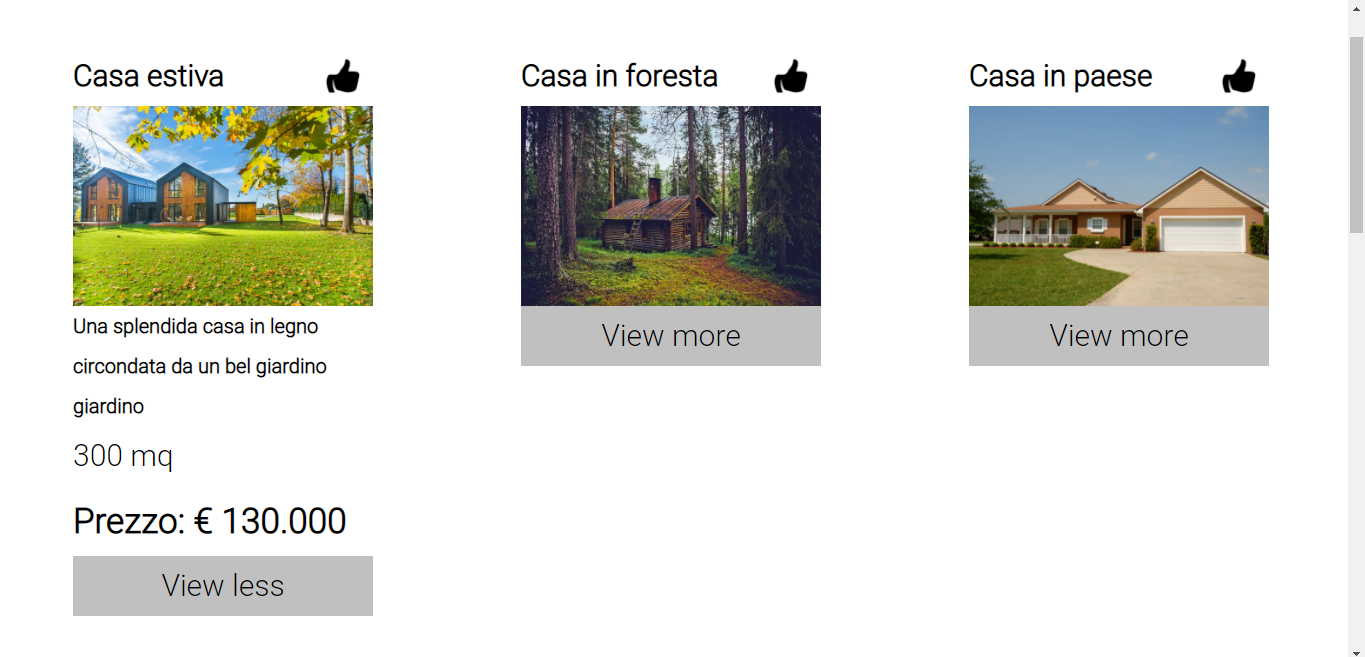 Casa estiva
Casa in foresta
Casa in paese
Una splendida casa in legno
circondata da un bel giardino
giardino
300 mq
Prezzo: € 130.000
View less
View more
View more